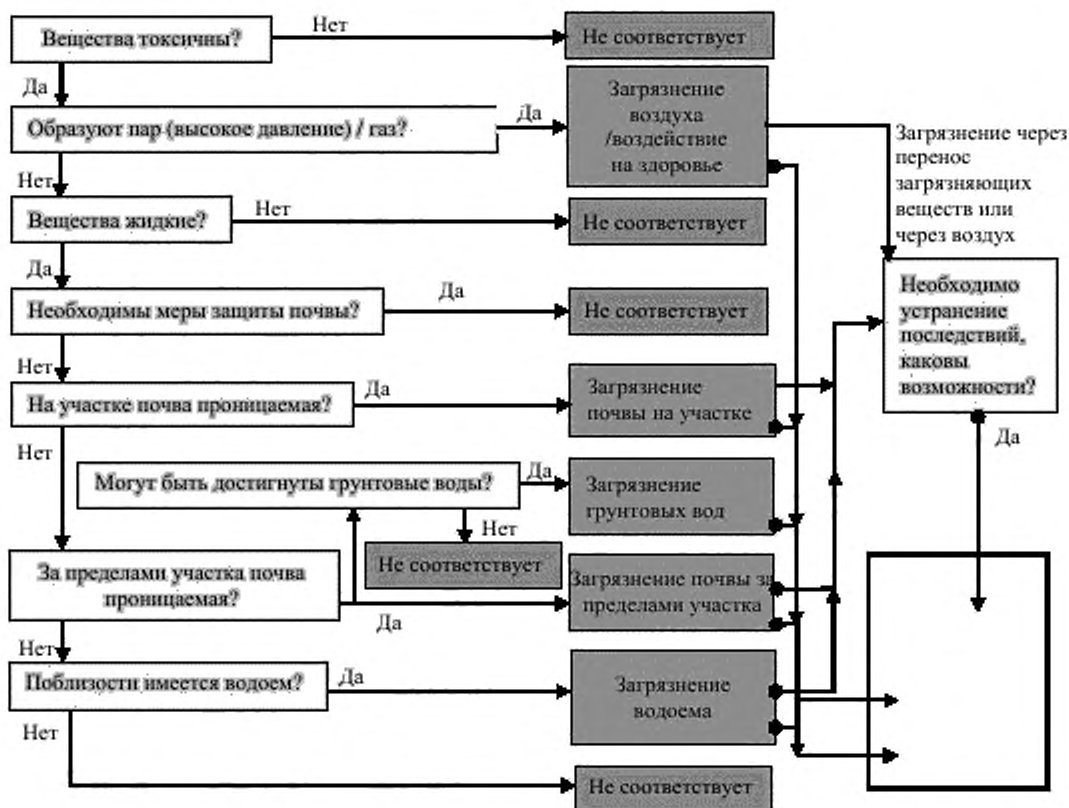 Вещества токсичны?
Нет
Не соответствует
Да
Образуют пар (высокое давление) / газ?
Да
Загрязнение
воздуха
/воздействие
на здоровье
Загрязнение через
перенос
загрязняющих
веществ или
через воздух
Нет
Вещества жидкие?
Нет
Не соответствует
Да
Необходимы меры защиты почвы?
Да
Не соответствует
Необходимо
устранение
последствий,
каковы
возможности?
Да
Нет
На участке почва проницаемая?
Да
Загрязнение
почвы на участке
Нет
Могут быть достигнуты грунтовые воды?
Да
Загрязнение
грунтовых вод
Нет
Не соответствует
За пределами участка почва
проницаемая?
Да
Загрязнение почвы за
пределами участка
Нет
Поблизости имеется водоем?
Да
Загрязнение
водоема
Нет
Не соответствует